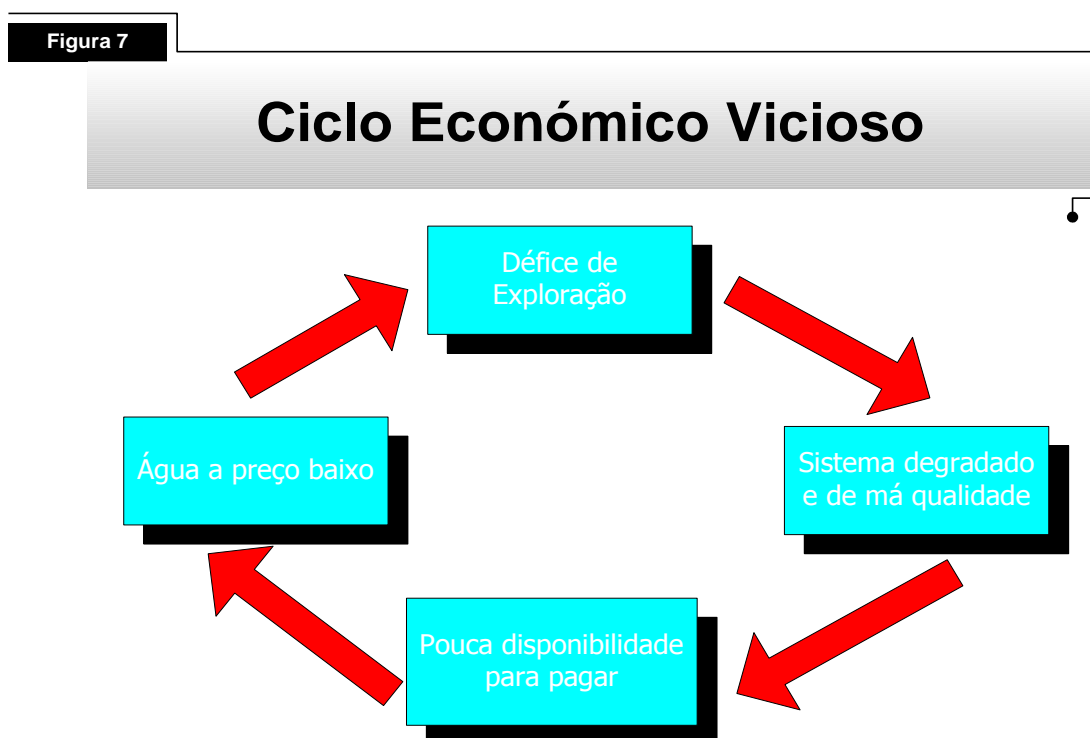 Figura 7
Ciclo Económico Vicioso
Défice de
Exploração
Água a preço baixo
Sistema degradado
e de má qualidade
Pouca disponibilidade
para pagar